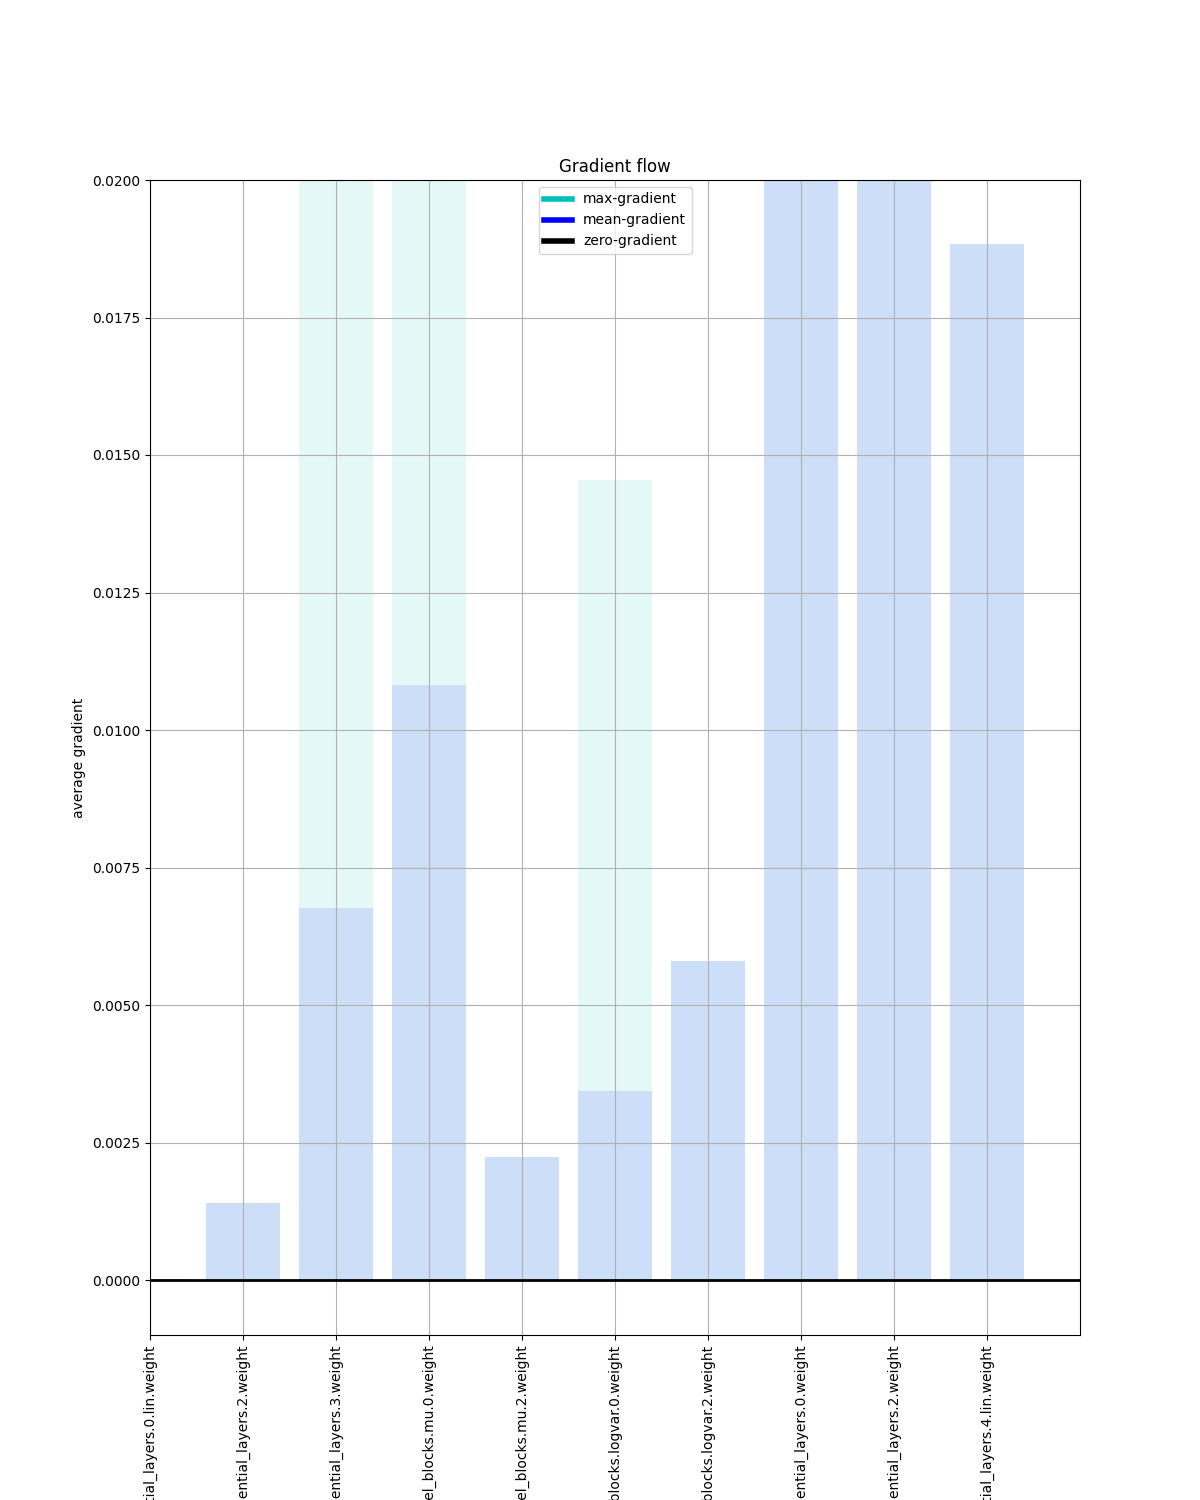 Gradient flow
max-gradient
mean-gradient
zero-gradient
0.0200
0.0175
0.0150
0.0125
0.0100
0.0075
0.0050
0.0025
0.0000
average gradient
tial_layers.0.lin.weight
ential_layers.2.weight
ential_layers.3.weight
el_blocks.mu.0.weight
el_blocks.mu.2.weight
blocks.logvar.0.weight
blocks.logvar.2.weight
ential_layers.0.weight
ential_layers.2.weight
tial_layers.4.lin.weight